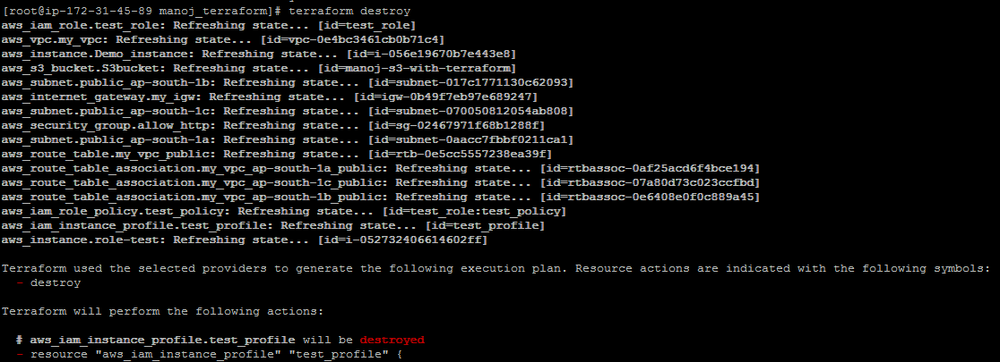 [root@ip-172-31-45-89 manoj_terraform]# terraform destroy
aws_iam_role.test_role: Refreshing state... [id=test_role]
aws_vpc.my_vpc: Refreshing state... [id=vpc-0e4bc3461cb0b71c4]
aws_instance.Demo_instance: Refreshing state... [id=i-056e19670b7e443e8]
aws_s3_bucket.S3bucket: Refreshing state... [id=manoj-s3-with-terraform]
aws_subnet.public_ap-south-1b: Refreshing state... [id=subnet-017c1771130c62093]
aws_internet_gateway.my_igw: Refreshing state... [id=igw-0b49f7eb97e689247]
aws_subnet.public_ap-south-1c: Refreshing state... [id=subnet-070050812054ab808]
aws_security_group.allow_http: Refreshing state... [id=sg-02467971f68b1288f]
aws_subnet.public_ap-south-1a: Refreshing state... [id=subnet-0aacc7fbbf0211ca1]
aws_route_table.my_vpc_public: Refreshing state... [id=rtb-0e5cc5557238ea39f]
aws_route_table_association.my_vpc_ap-south-1a_public: Refreshing state... [id=rtbassoc-0af25acd6f4bce194]
aws_route_table_association.my_vpc_ap-south-1c_public: Refreshing state... [id=rtbassoc-07a80d73c023ccfbd]
aws_route_table_association.my_vpc_ap-south-1b_public: Refreshing state... [id=rtbassoc-0e6408e0f0c889a45]
aws_iam_role_policy.test_policy: Refreshing state... [id=test_role:test_policy]
aws_iam_instance_profile.test_profile: Refreshing state... [id=test_profile]
aws_instance.role-test: Refreshing state... [id=i-052732406614602ff]
Terraform used the selected providers to generate the following execution plan. Resource actions are indicated with the following symbols:
- destroy
Terraform will perform the following actions:
# aws_iam_instance_profile.test_profile will be destroyed
- resource "aws_iam_instance_profile" "test_profile" {